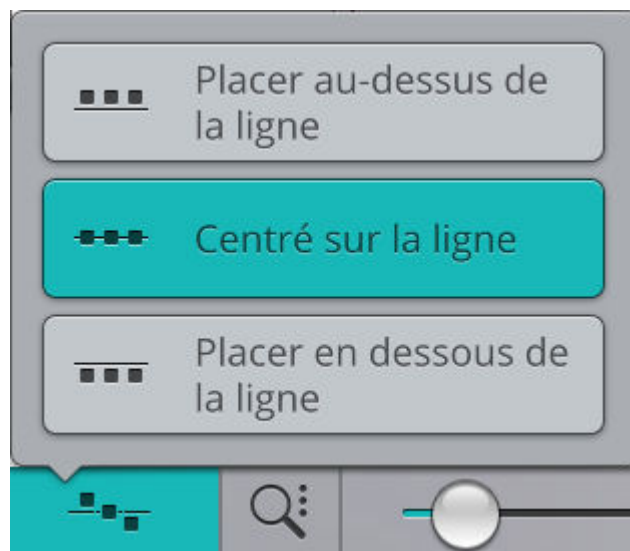 Placer au-dessus de
la ligne
Centré sur la ligne
Placer en dessous de
la ligne